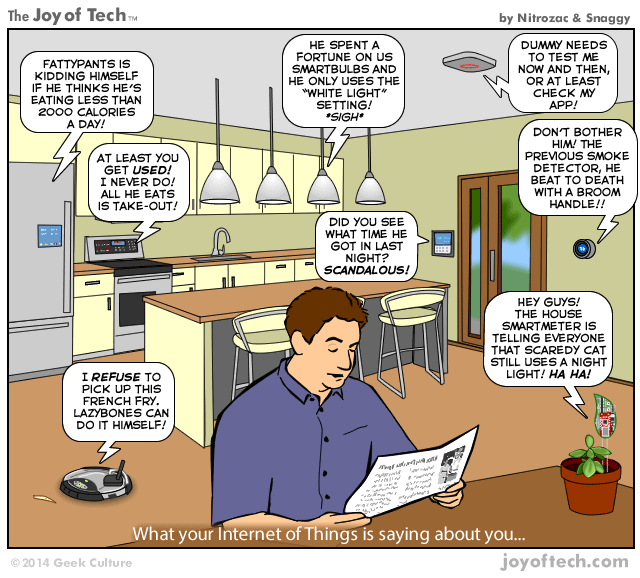 The Joy of Tech™
by Nitrozac & Snaggy
FATTYPANTS
IS
KIDDING HIMSELF
IF HE THINKS HE'S
EATING LESS THAN
2000 CALORIES
A DAY!
AT LEAST YOU
GET USED!
I NEVER DO!
ALL HE EATS
IS TAKE-OUT!
HE SPENT A
FORTUNE ON US
SMARTBULBS AND
HE ONLY USES THE
"WHITE LIGHT"
SETTING!
*SIGH*
DUMMY NEEDS
TO TEST ME
NOW AND THEN,
OR AT LEAST
CHECK MY
APP!
DON'T BOTHER
HIM! THE
PREVIOUS SMOKE
DETECTOR, HE
BEAT TO DEATH
WITH A BROOM
HANDLE!!
DID YOU SEE
WHAT TIME HE
GOT IN LAST
NIGHT?
SCANDALOUS!
HEY GUYS!
THE HOUSE
SMARTMETER IS
TELLING EVERYONE
THAT SCAREDY CAT
STILL USES A NIGHT
LIGHT! HA HA!
I REFUSE TO
PICK UP THIS
FRENCH FRY.
LAZYBONES CAN
DO IT HIMSELF!
What your Internet of Things is saying about you...
© 2014 Geek Culture
joyoftech.com